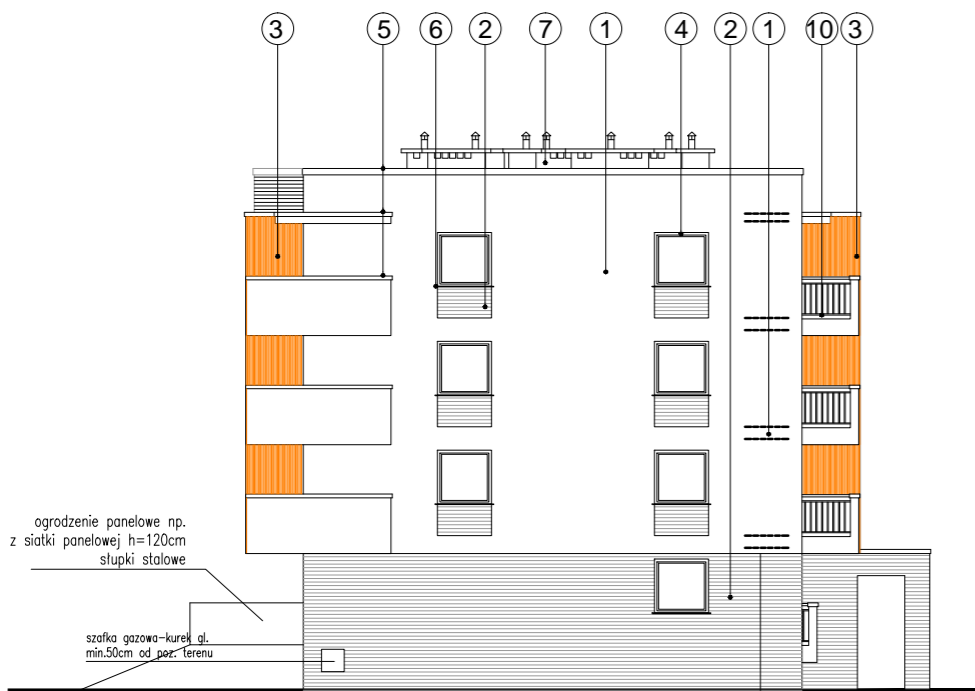 3 5 6 2 7 1 4 2 1 10 3
ogrodzenie panelowe np.
z siatki panelowej h=120cm
słupki stalowe
szafka gazowa-kurek gł.
min.50cm od poz. terenu